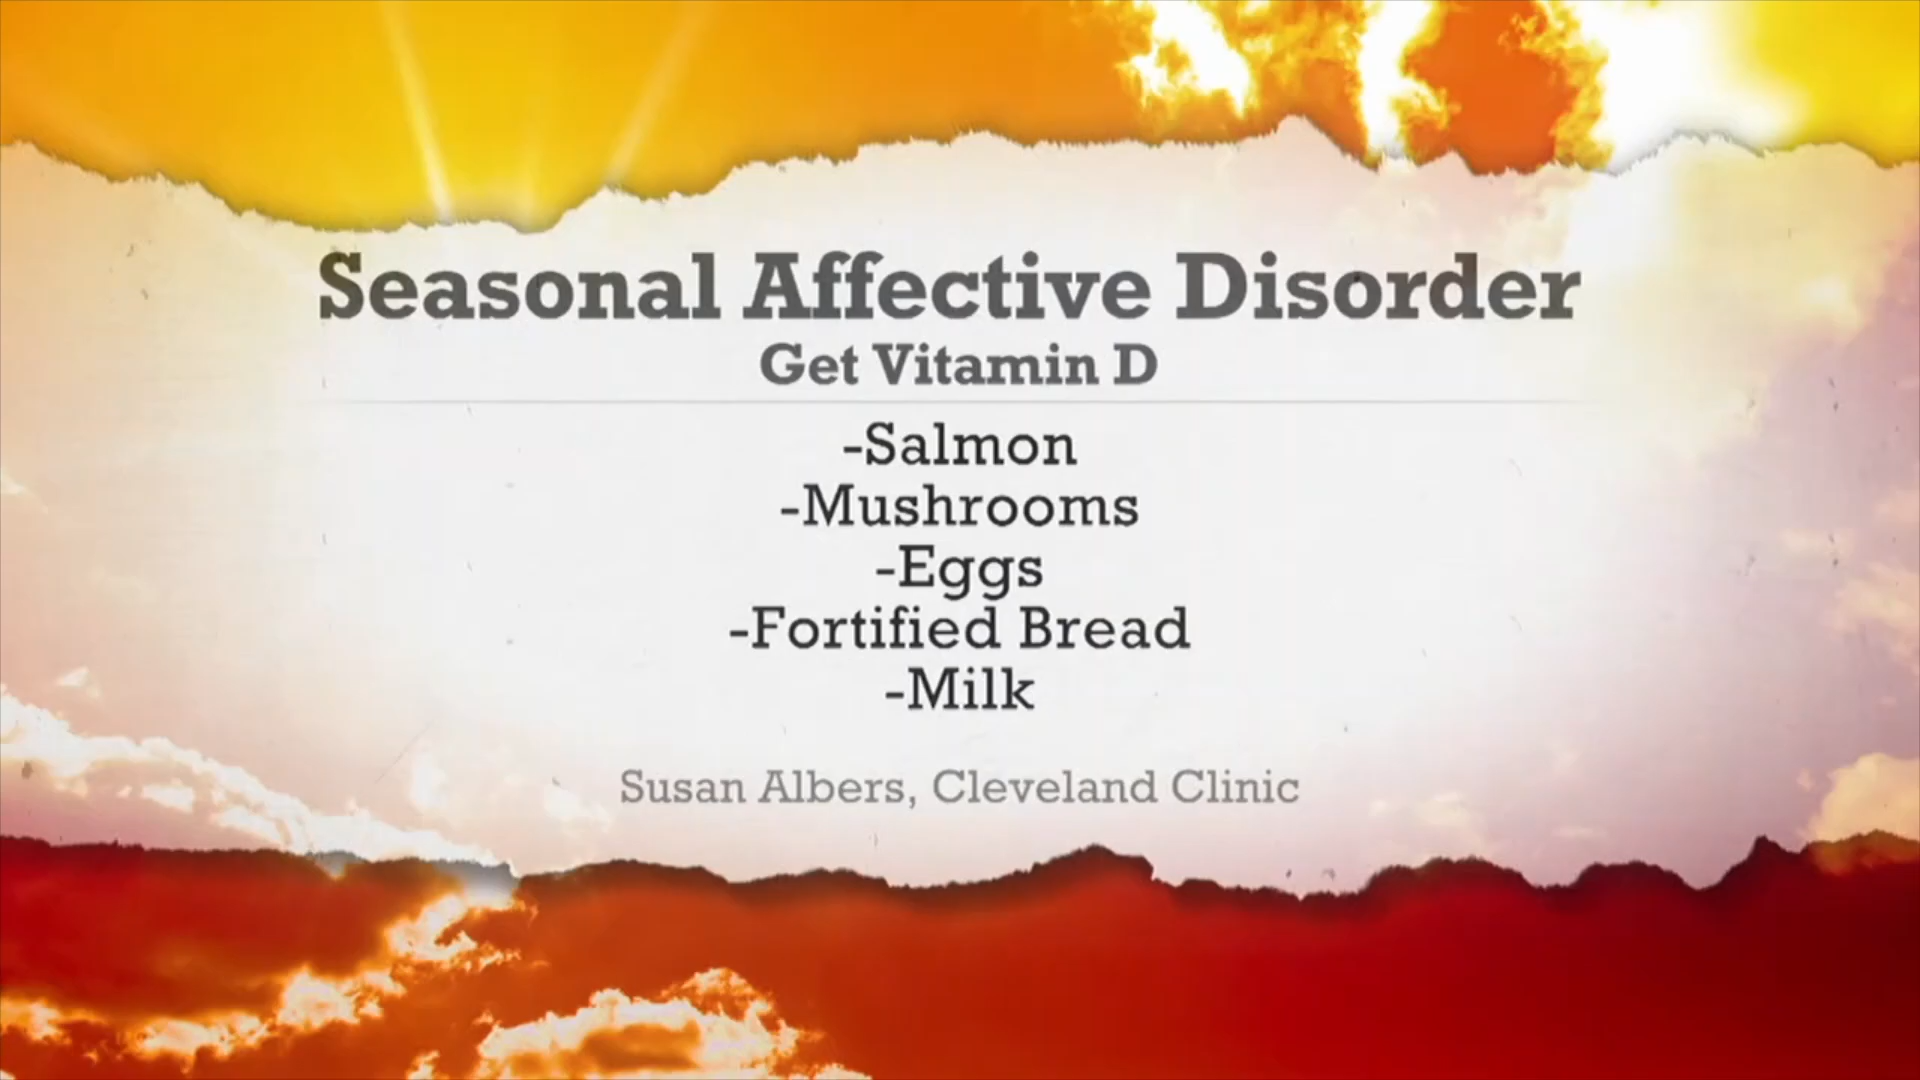 Seasonal Affective Disorder
Get Vitamin D
-Salmon
-Mushrooms
-Eggs
-Fortified Bread
-Milk
Susan Albers, Cleveland Clinic